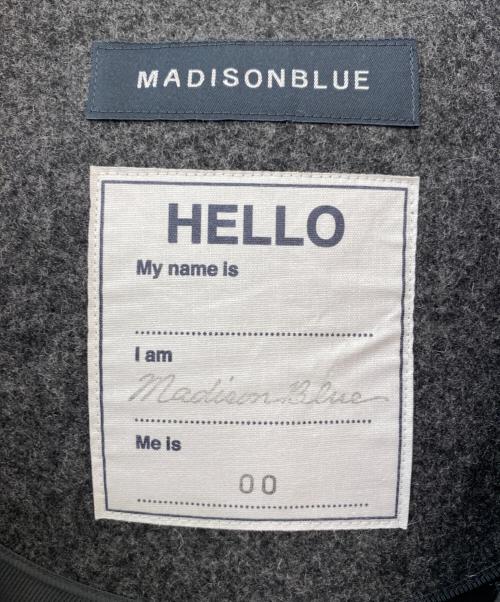 MADISONBLUE
HELLO
My name is
I am
Madison Blue
Me is
00